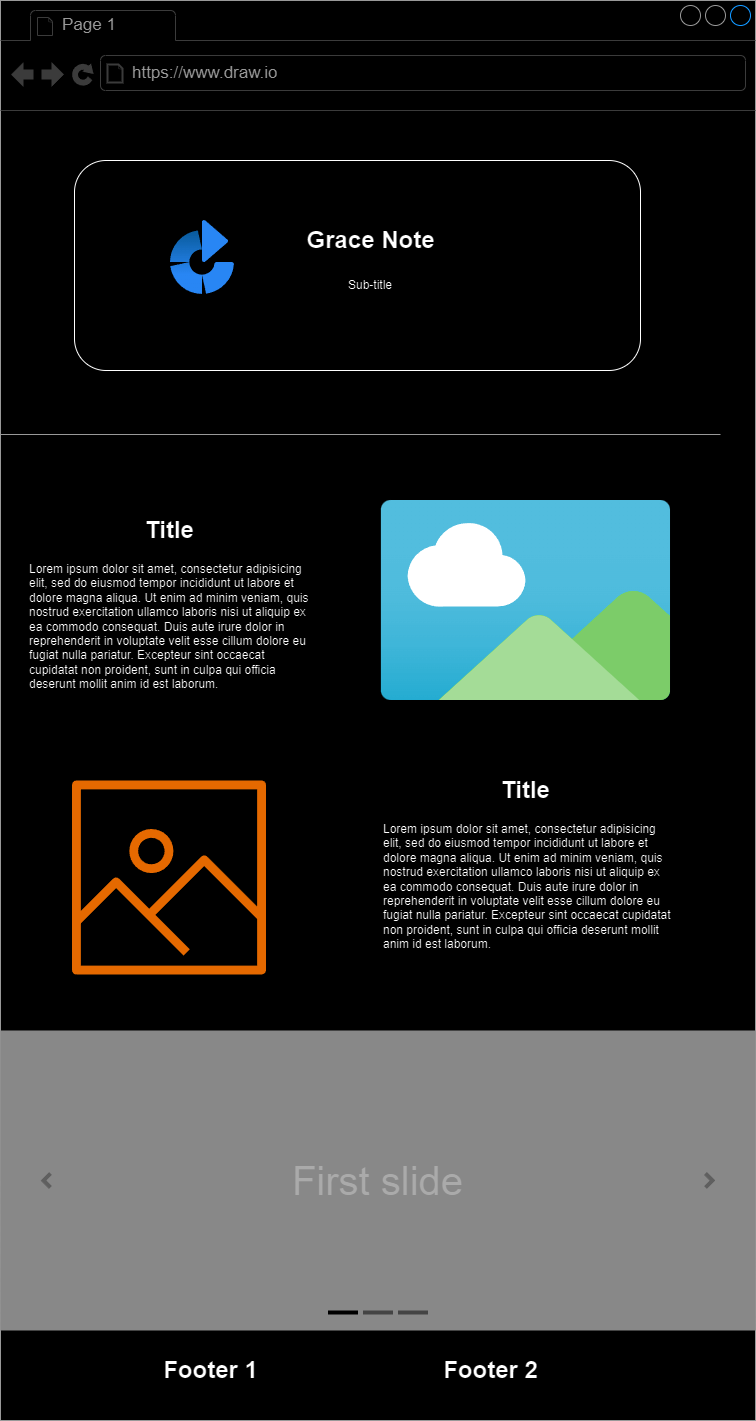 Page 1
https://www.draw.io
Grace Note
Sub-title
Title
Lorem ipsum dolor sit amet, consectetur adipisicing
elit, sed do eiusmod tempor incididunt ut labore et
dolore magna aliqua. Ut enim ad minim veniam, quis
nostrud exercitation ullamco laboris nisi ut aliquip ex
ea commodo consequat. Duis aute irure dolor in
reprehenderit in voluptate velit esse cillum dolore eu
fugiat nulla pariatur. Excepteur sint occaecat
cupidatat non proident, sunt in culpa qui officia
deserunt mollit anim id est laborum.
Title
Lorem ipsum dolor sit amet, consectetur adipisicing
elit, sed do eiusmod tempor incididunt ut labore et
dolore magna aliqua. Ut enim ad minim veniam, quis
nostrud exercitation ullamco laboris nisi ut aliquip ex
ea commodo consequat. Duis aute irure dolor in
reprehenderit in voluptate velit esse cillum dolore eu
fugiat nulla pariatur. Excepteur sint occaecat cupidatat
non proident, sunt in culpa qui officia deserunt mollit
anim id est laborum.
First slide
Footer 1
Footer 2